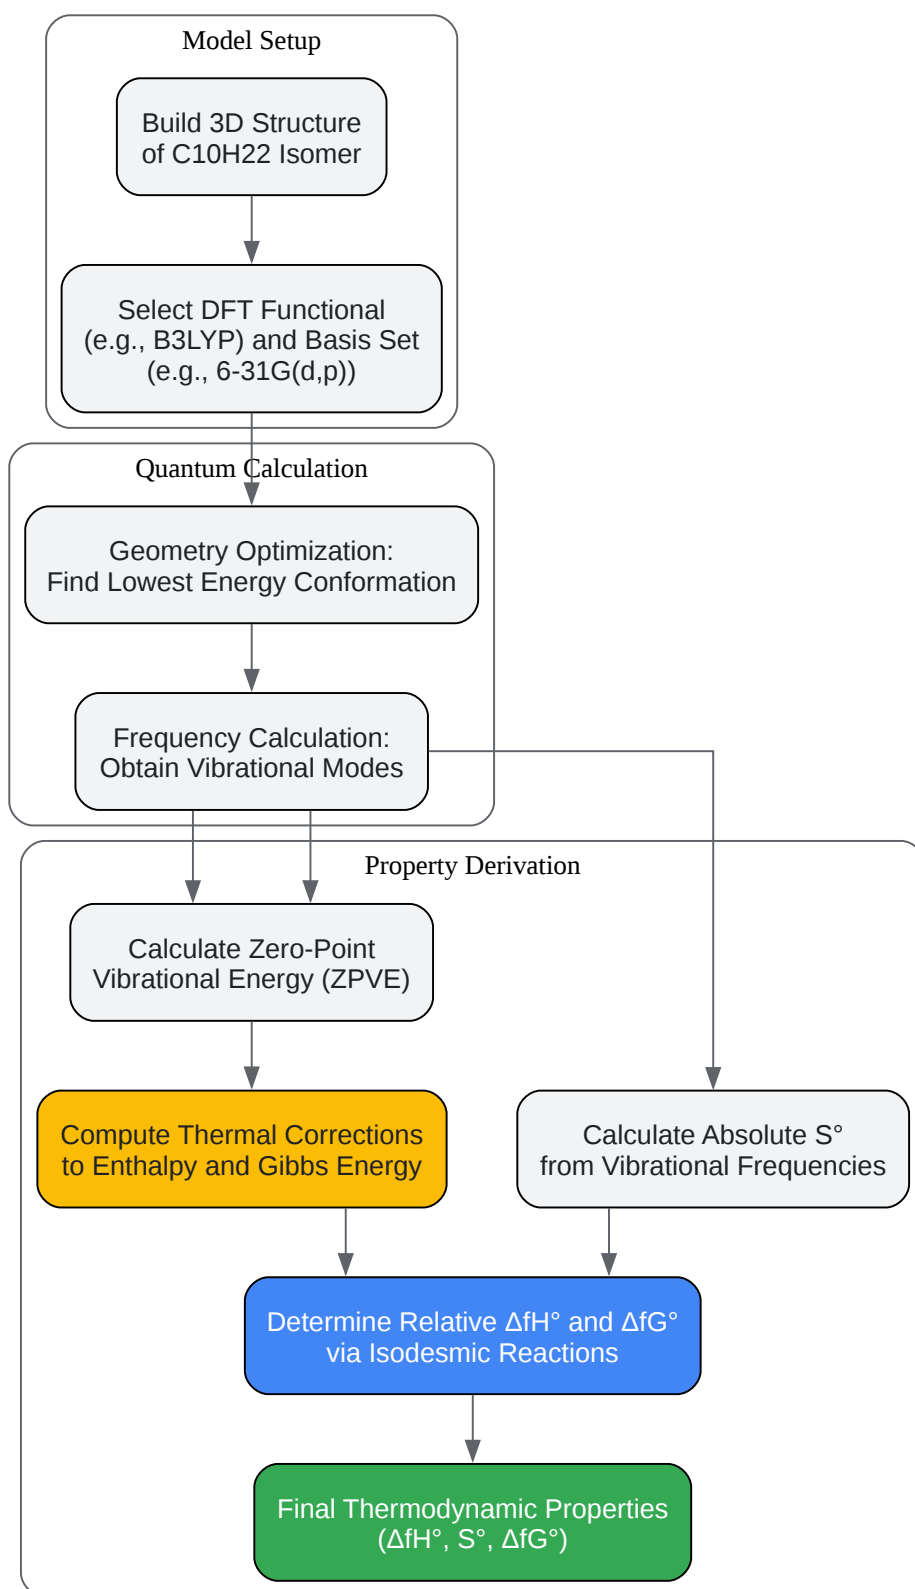 Model Setup
Build 3D Structure
of C10H22 Isomer
Select DFT Functional
(e.g., B3LYP) and Basis Set
(e.g., 6-31G(d,p))
Quantum Calculation
Geometry Optimization:
Find Lowest Energy Conformation
Frequency Calculation:
Obtain Vibrational Modes
Property Derivation
Calculate Zero-Point
Vibrational Energy (ZPVE)
Compute Thermal Corrections
to Enthalpy and Gibbs Energy
Calculate Absolute S°
from Vibrational Frequencies
Determine Relative ΔfH° and ΔfG°
via Isodesmic Reactions
Final Thermodynamic Properties
(ΔfH°, S°, ΔfG°)